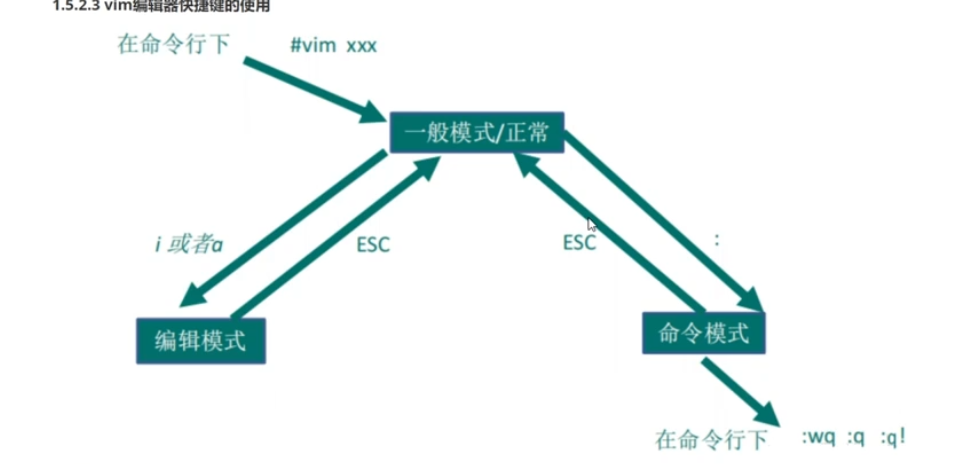 1.5.2.3 vim编辑器快捷键的使用
在命令行下 #vim xxx
一般模式/正常
i 或者a
ESC
ESC
:
编辑模式
命令模式
在命令行下 :wq :q :q!